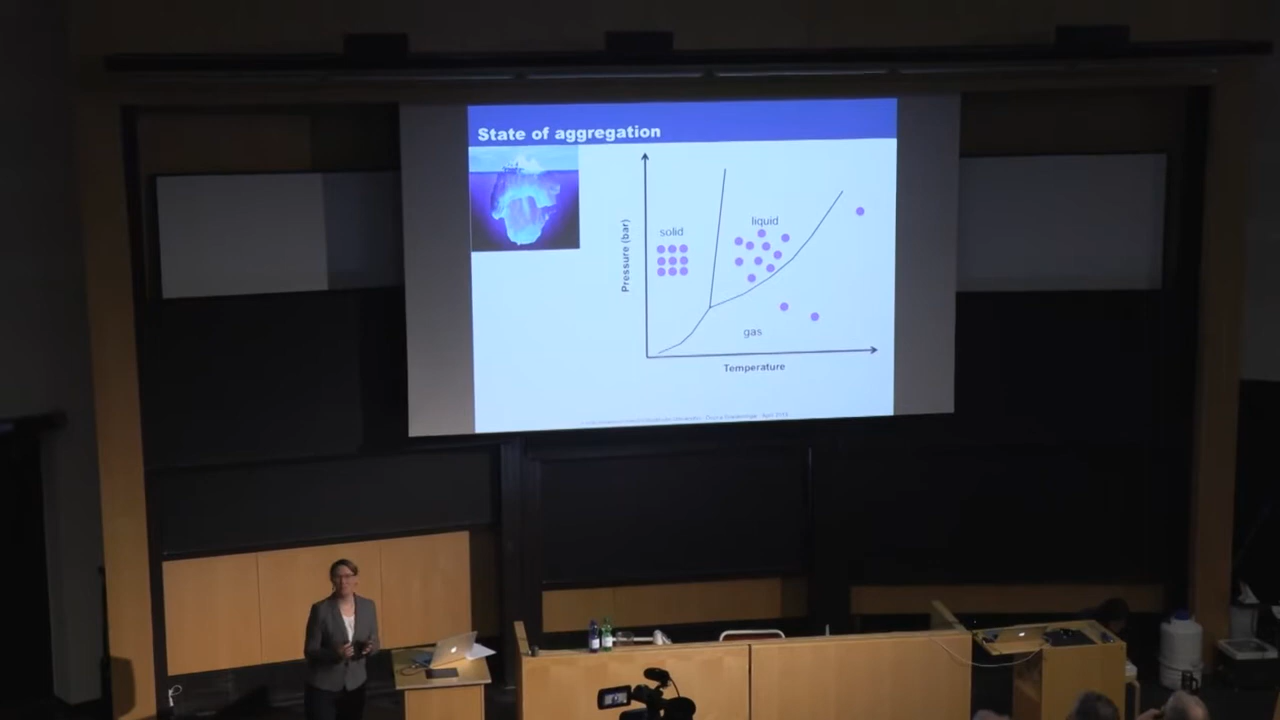 State of aggregation
liquid
solid
Pressure (bar)
gas
Temperature